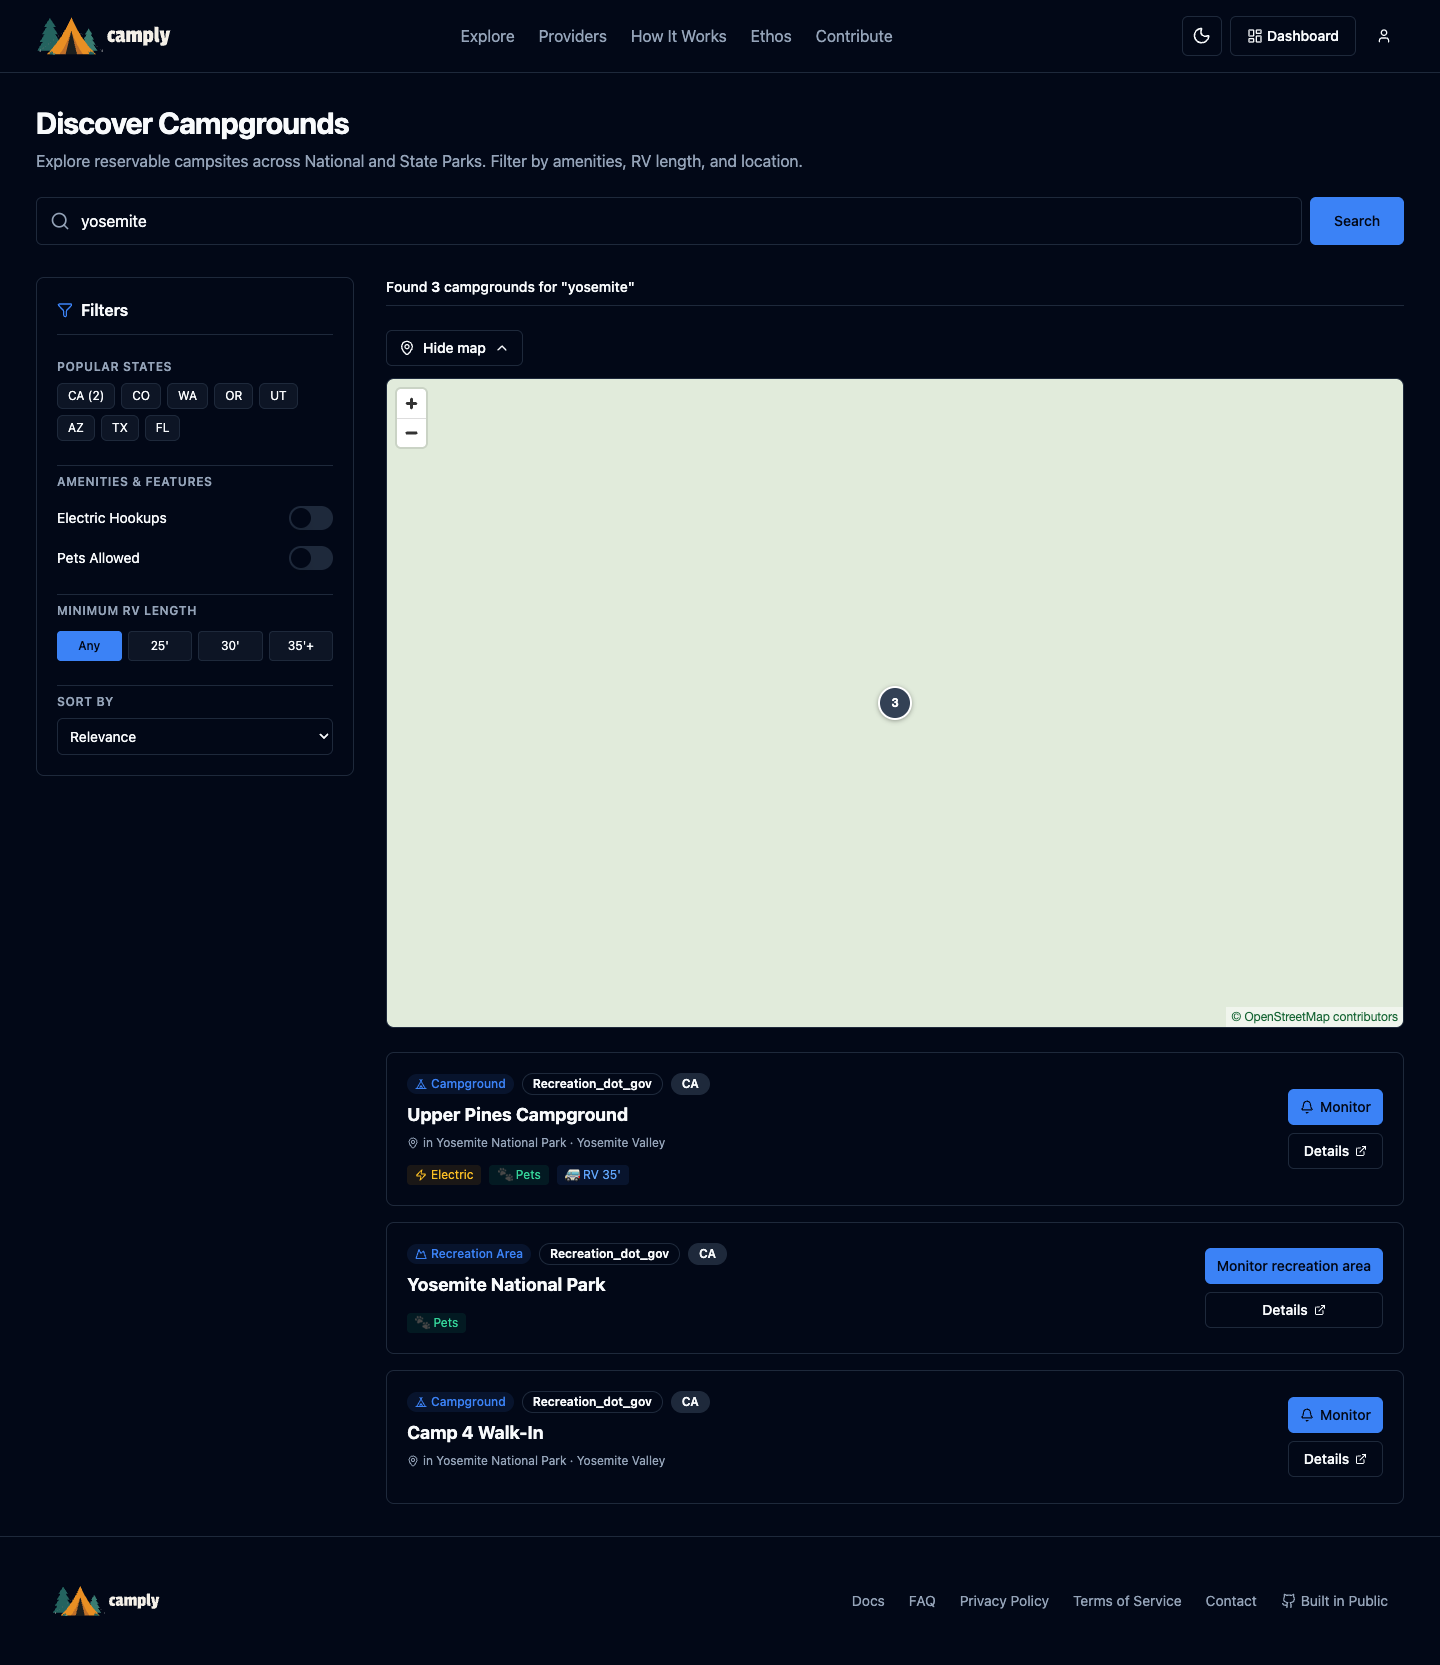 camply
Explore Providers How It Works Ethos Contribute
Dashboard
Discover Campgrounds
Explore reservable campsites across National and State Parks. Filter by amenities, RV length, and location.
yosemite
Search
Filters
POPULAR STATES
CA (2) CO WA OR UT
AZ TX FL
AMENITIES & FEATURES
Electric Hookups
Pets Allowed
MINIMUM RV LENGTH
Any 25' 30' 35'+
SORT BY
Relevance
Found 3 campgrounds for "yosemite"
Hide map
+
−
3
© OpenStreetMap contributors
Campground Recreation_dot_gov CA
Upper Pines Campground
in Yosemite National Park · Yosemite Valley
Electric Pets RV 35'
Monitor
Details
Recreation Area Recreation_dot_gov CA
Yosemite National Park
Pets
Monitor recreation area
Details
Campground Recreation_dot_gov CA
Camp 4 Walk-In
in Yosemite National Park · Yosemite Valley
Monitor
Details
camply
Docs FAQ Privacy Policy Terms of Service Contact Built in Public